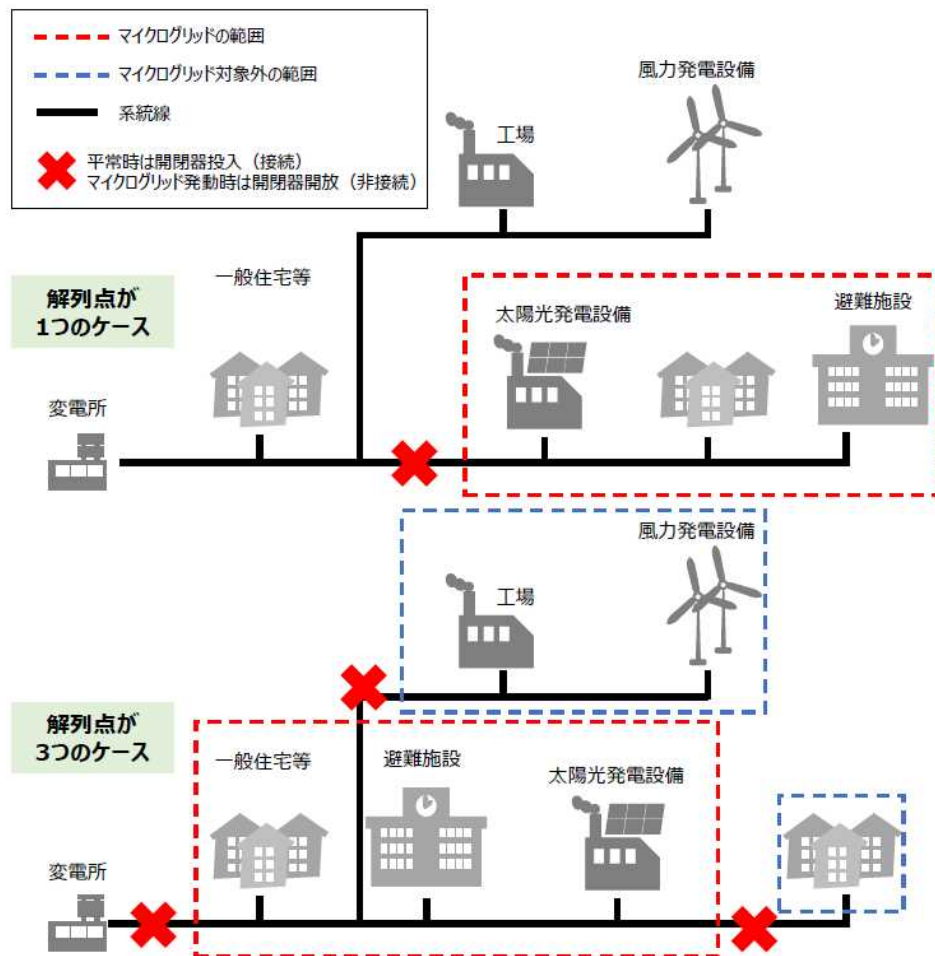 マイクログリッドの範囲
マイクログリッド対象外の範囲
系統線
平常時は開閉器投入（接続）
マイクログリッド発動時は開閉器開放（非接続）
風力発電設備
工場
一般住宅等
解列点が
1つのケース
太陽光発電設備
避難施設
変電所
風力発電設備
工場
解列点が
3つのケース
一般住宅等
避難施設
太陽光発電設備
変電所